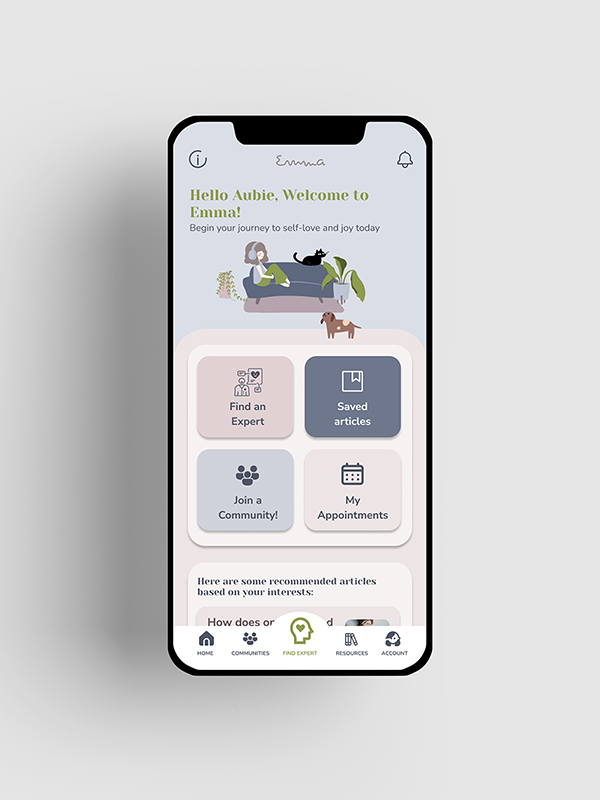 Emma
Hello Aubie, Welcome to
Emma!
Begin your journey to self-love and joy today
Find an
Expert
Saved
articles
Join a
Community!
My
Appointments
Here are some recommended articles
based on your interests:
How does
HOME
COMMUNITIES
FIND EXPERT
RESOURCES
ACCOUNT